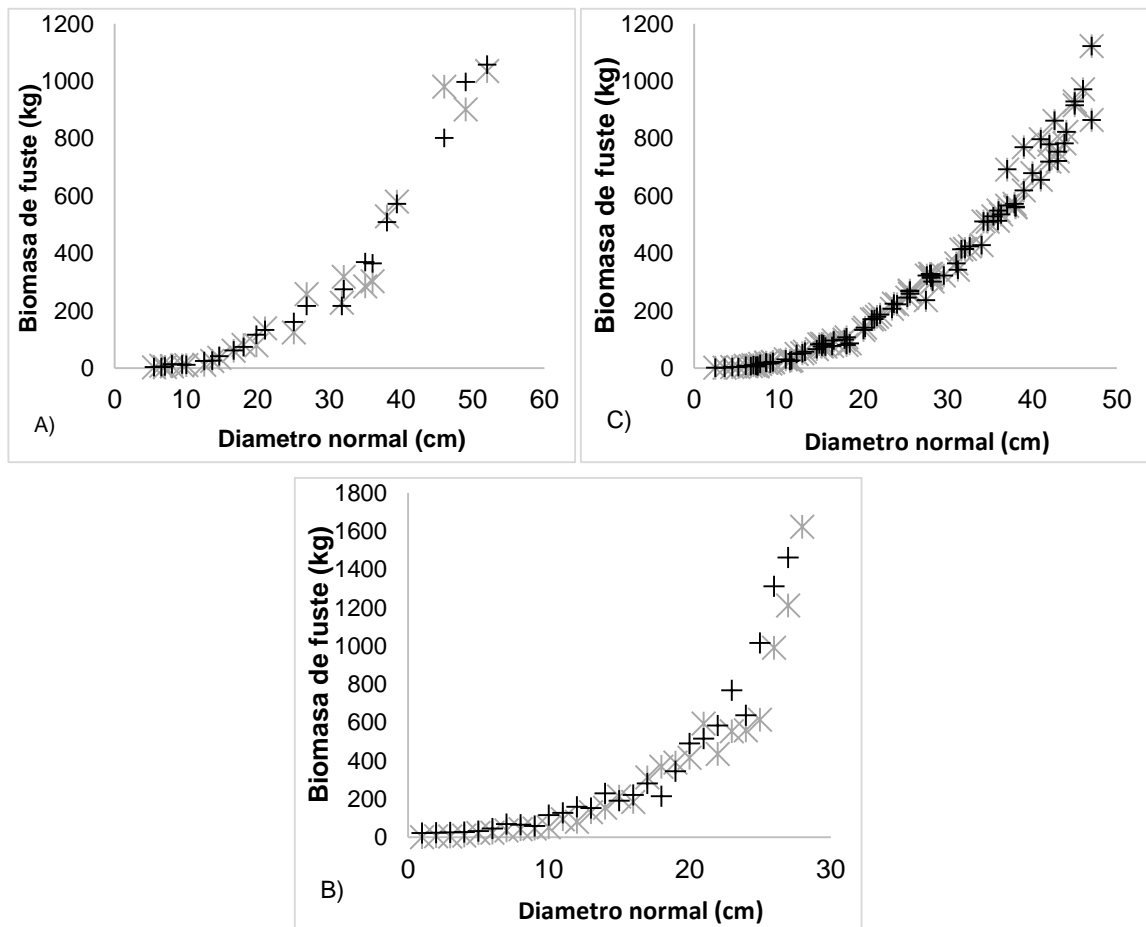 Biomasa de fuste (kg)
1200
1000
800
600
400
200
0
0 10 20 30 40 50 60
A)
Diametro normal (cm)
Biomasa de fuste (kg)
1200
1000
800
600
400
200
0
0 10 20 30 40 50
C)
Diametro normal (cm)
Biomasa de fuste (kg)
1800
1600
1400
1200
1000
800
600
400
200
0
0 10 20 30
B)
Diametro normal (cm)